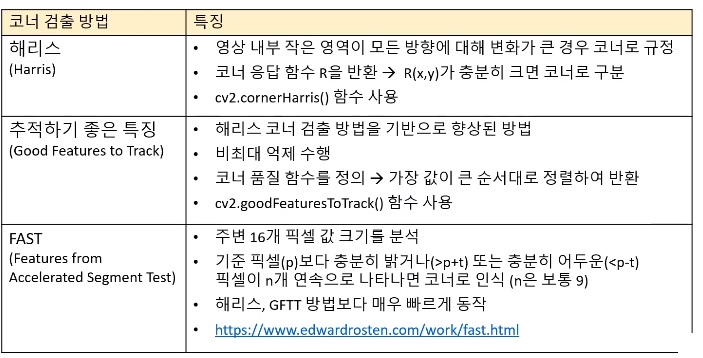 코너 검출 방법
특징
해리스
(Harris)
• 영상 내부 작은 영역이 모든 방향에 대해 변화가 큰 경우 코너로 규정
• 코너 응답 함수 R을 반환 → R(x,y)가 충분히 크면 코너로 구분
• cv2.cornerHarris() 함수 사용
추적하기 좋은 특징
(Good Features to Track)
• 해리스 코너 검출 방법을 기반으로 향상된 방법
• 비최대 억제 수행
• 코너 품질 함수를 정의 → 가장 값이 큰 순서대로 정렬하여 반환
• cv2.goodFeaturesToTrack() 함수 사용
FAST
(Features from
Accelerated Segment Test)
• 주변 16개 픽셀 값 크기를 분석
• 기준 픽셀(p)보다 충분히 밝거나(>p+t) 또는 충분히 어두운(<p-t)
픽셀이 n개 연속으로 나타나면 코너로 인식 (n은 보통 9)
• 해리스, GFTT 방법보다 매우 빠르게 동작
• https://www.edwardrosten.com/work/fast.html